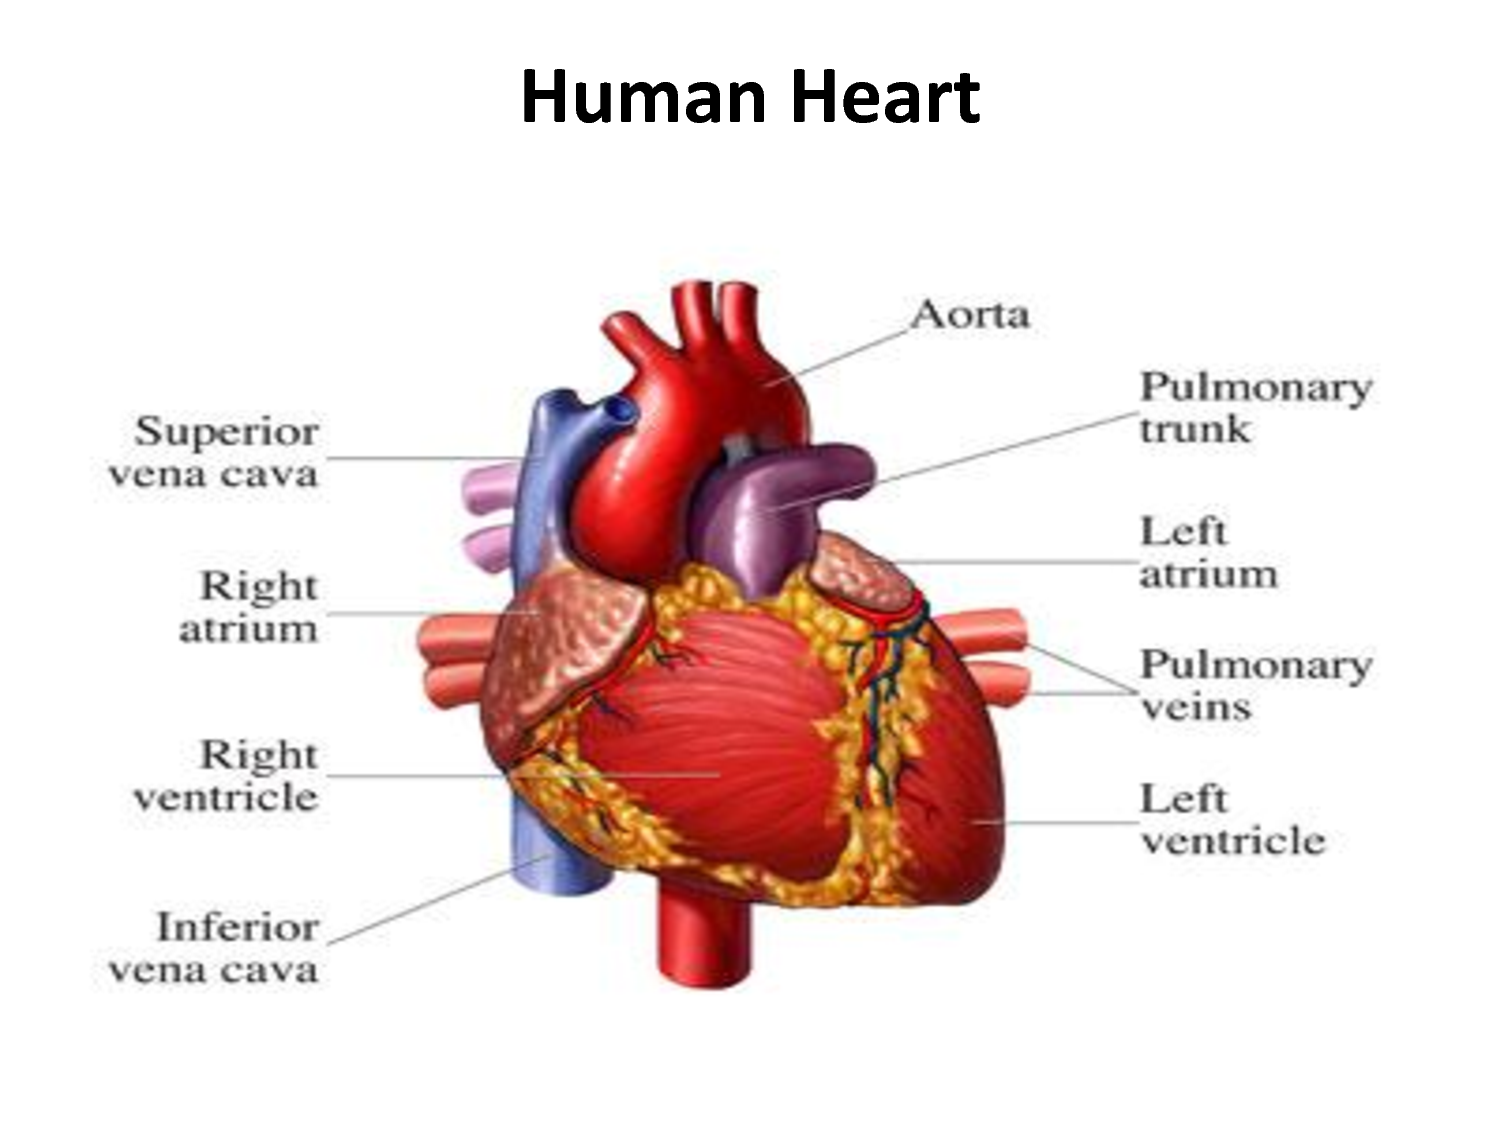 Human Heart
Aorta
Pulmonary
trunk
Superior
vena cava
Left
atrium
Right
atrium
Pulmonary
veins
Right
ventricle
Left
ventricle
Inferior
vena cava